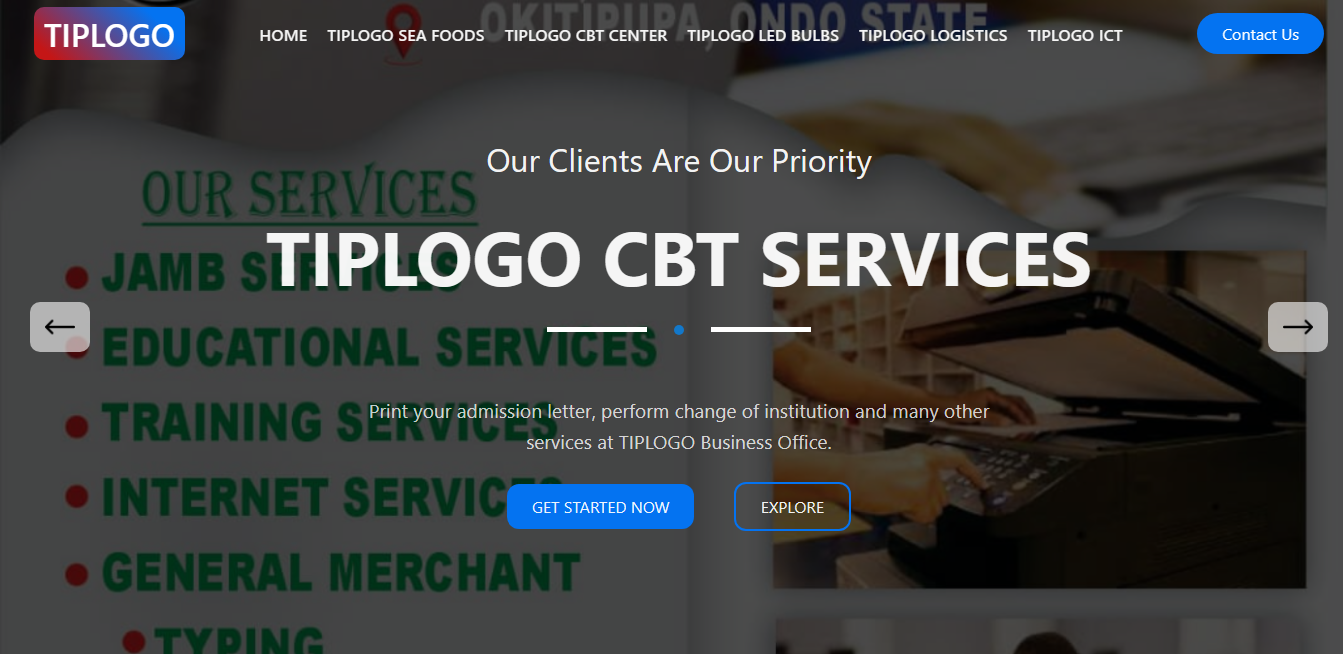 OKITIPUPA, ONDO STATE
TIPLOGO
HOME
TIPLOGO SEA FOODS
TIPLOGO CBT CENTER
TIPLOGO LED BULBS
TIPLOGO LOGISTICS
TIPLOGO ICT
Contact Us
Our Clients Are Our Priority
OUR SERVICES
TIPLOGO CBT SERVICES
JAMB SERVICES
EDUCATIONAL SERVICES
TRAINING SERVICES
INTERNET SERVICES
GENERAL MERCHANT
TYPING
Print your admission letter, perform change of institution and many other
services at TIPLOGO Business Office.
GET STARTED NOW
EXPLORE